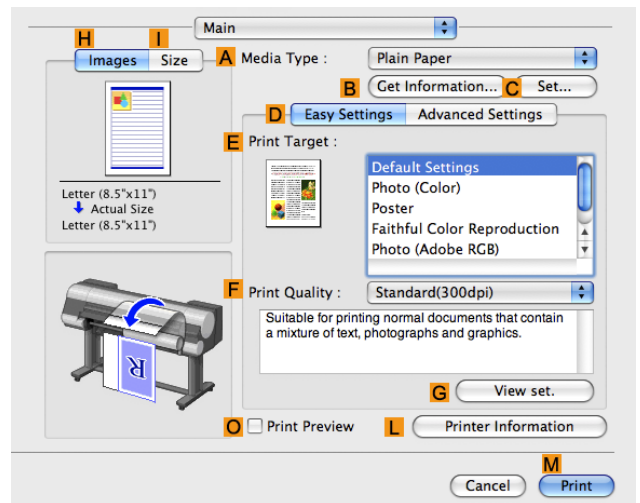 Main
H
I
Images
Size
A
Media Type :
Plain Paper
B
Get Information...
C
Set...
D
Easy Settings
Advanced Settings
E
Print Target :
Default Settings
Photo (Color)
Poster
Faithful Color Reproduction
Photo (Adobe RGB)
Letter (8.5"x11")
Actual Size
Letter (8.5"x11")
R
F
Print Quality :
Standard(300dpi)
Suitable for printing normal documents that contain
a mixture of text, photographs and graphics.
G
View set.
O
Print Preview
L
Printer Information
M
Cancel
Print